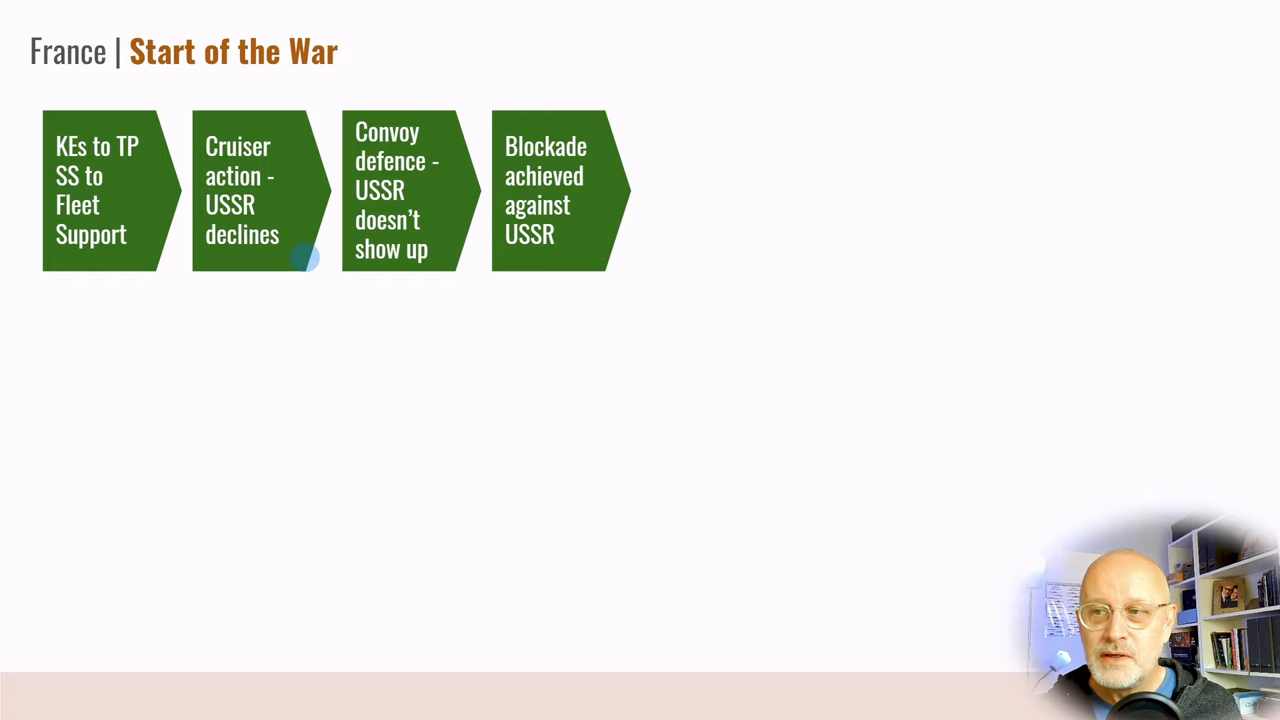 France | Start of the War
KEs to TP
SS to
Fleet
Support
Cruiser
action -
USSR
declines
Convoy
defence -
USSR
doesn’t
show up
Blockade
achieved
against
USSR